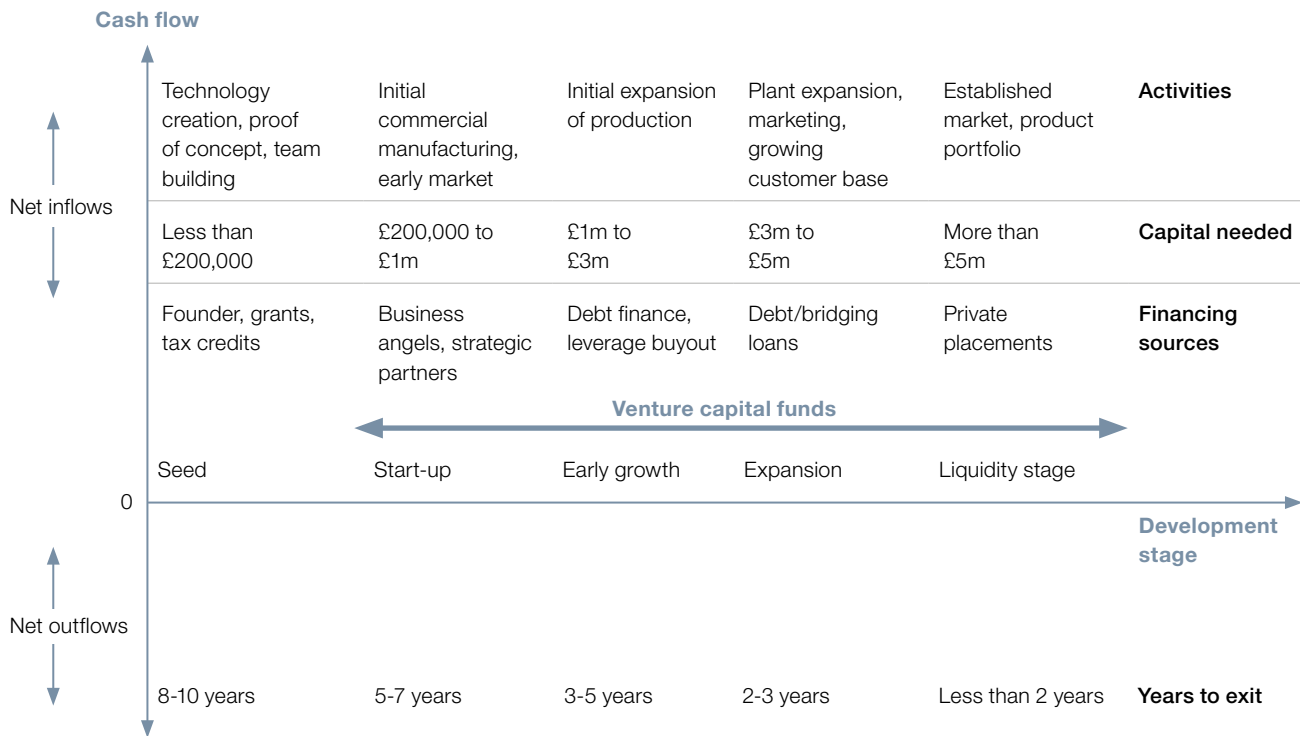 Cash flow
Technology
creation, proof
of concept, team
building
Initial
commercial
manufacturing,
early market
Initial expansion
of production
Plant expansion,
marketing,
growing
customer base
Established
market, product
portfolio
Activities
Net inflows
Less than
£200,000
£200,000 to
£1m
£1m to
£3m
£3m to
£5m
More than
£5m
Capital needed
Founder, grants,
tax credits
Business
angels, strategic
partners
Debt finance,
leverage buyout
Debt/bridging
loans
Private
placements
Financing
sources
Venture capital funds
Seed
Start-up
Early growth
Expansion
Liquidity stage
0
Development
stage
Net outflows
8-10 years
5-7 years
3-5 years
2-3 years
Less than 2 years
Years to exit